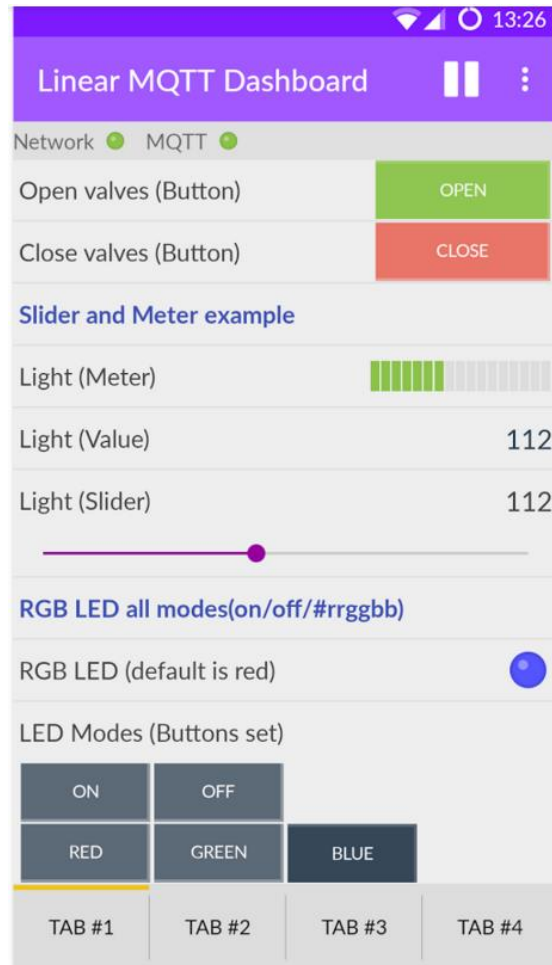 13:26
Linear MQTT Dashboard
Network MQTT
Open valves (Button) OPEN
Close valves (Button) CLOSE
Slider and Meter example
Light (Meter)
Light (Value) 112
Light (Slider) 112
RGB LED all modes(on/off/#rrggbb)
RGB LED (default is red)
LED Modes (Buttons set)
ON OFF
RED GREEN BLUE
TAB #1 TAB #2 TAB #3 TAB #4